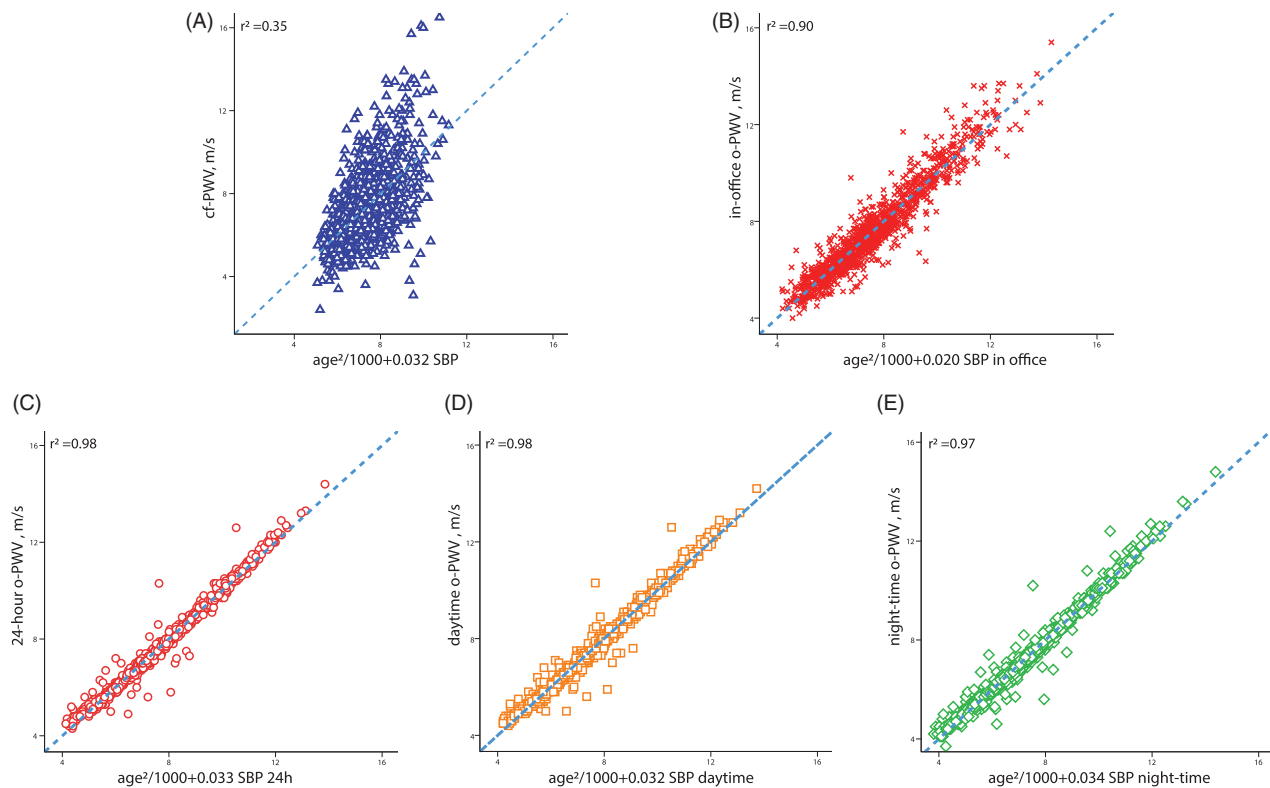 (A)
r² =0.35
16
12
8
4
cf-PWV, m/s
4
8
12
16
age²/1000+0.032 SBP
(B)
r² =0.90
16
12
8
4
in-office o-PWV , m/s
4
8
12
16
age²/1000+0.020 SBP in office
(C)
r² =0.98
16
12
8
4
24-hour o-PWV , m/s
4
8
12
16
age²/1000+0.033 SBP 24h
(D)
r² =0.98
16
12
8
4
daytime o-PWV , m/s
4
8
12
16
age²/1000+0.032 SBP daytime
(E)
r² =0.97
16
12
8
4
night-time o-PWV , m/s
4
8
12
16
age²/1000+0.034 SBP night-time